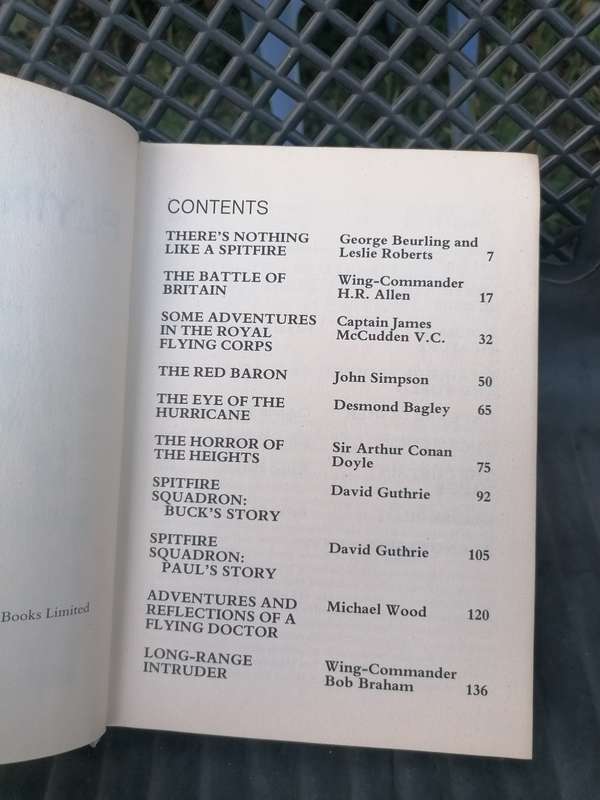 CONTENTS
THERE'S NOTHING
LIKE A SPITFIRE
George Beurling and
Leslie Roberts 7
THE BATTLE OF
BRITAIN
Wing-Commander
H.R. Allen 17
SOME ADVENTURES
IN THE ROYAL
FLYING CORPS
Captain James
McCudden V.C. 32
THE RED BARON John Simpson 50
THE EYE OF THE
HURRICANE
Desmond Bagley 65
THE HORROR OF
THE HEIGHTS
Sir Arthur Conan
Doyle 75
SPITFIRE
SQUADRON:
BUCK'S STORY
David Guthrie 92
SPITFIRE
SQUADRON:
PAUL'S STORY
David Guthrie 105
ADVENTURES AND
REFLECTIONS OF A
FLYING DOCTOR
Michael Wood 120
LONG-RANGE
INTRUDER
Wing-Commander
Bob Braham 136
Books Limited